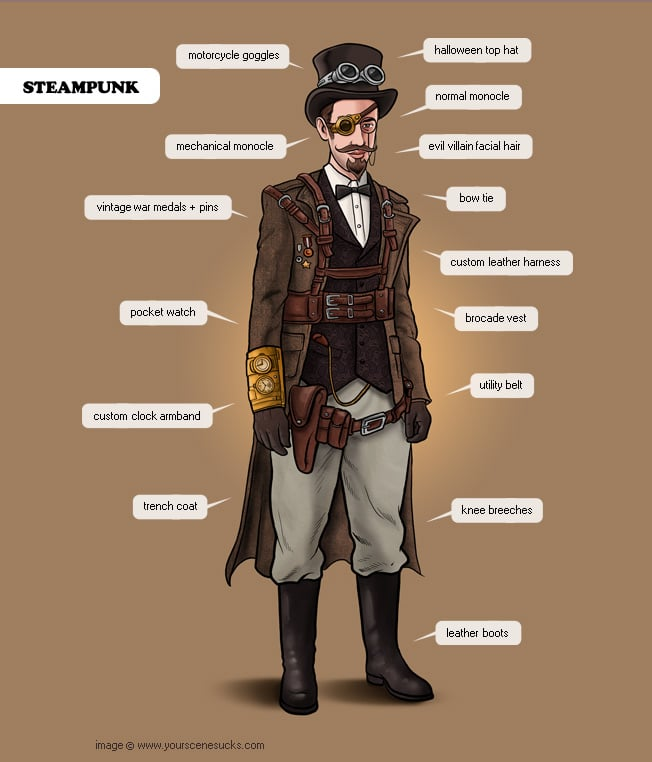 motorcycle goggles
halloween top hat
STEAMPUNK
normal monocle
mechanical monocle
evil villain facial hair
bow tie
vintage war medals + pins
custom leather harness
pocket watch
brocade vest
utility belt
custom clock armband
trench coat
knee breeches
leather boots
image © www.yourscenesucks.com